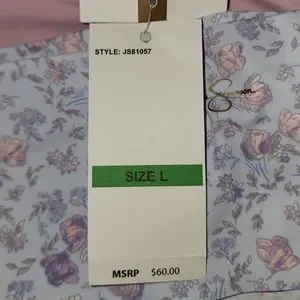 STYLE: JS81057
SIZE L
MSRP $60.00